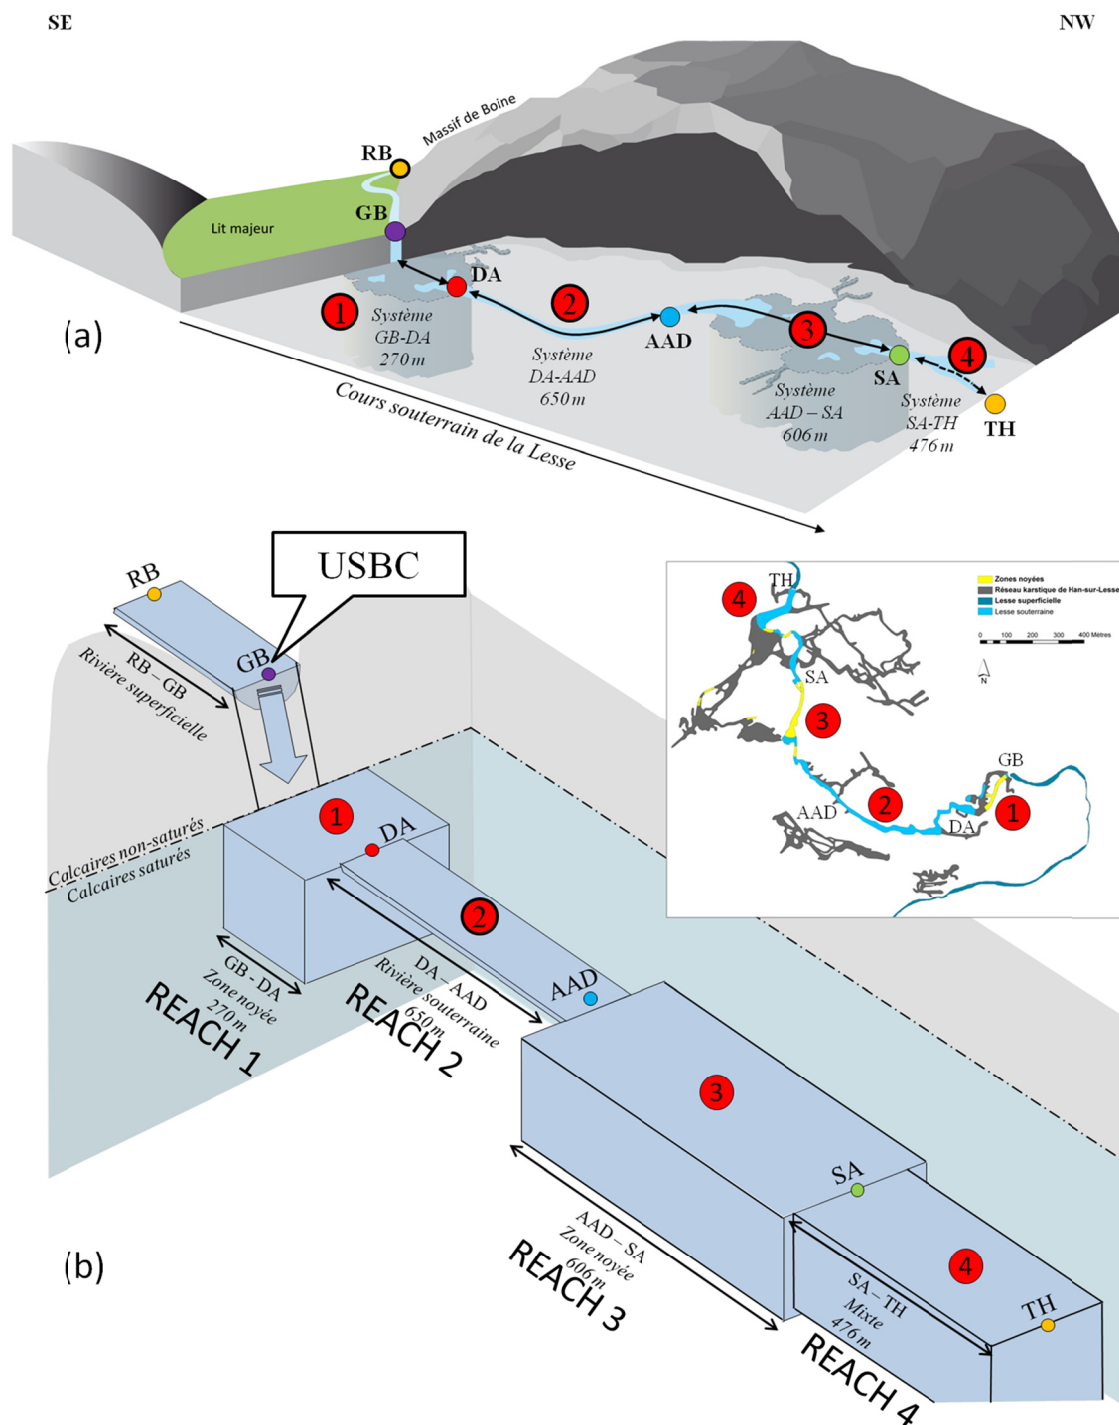 SE
NW
Massif de Boine
RB
GB
Lit majeur
DA
1
2
3
4
Système
GB-DA
270 m
(a)
AAD
Système
DA-AAD
650 m
SA
Système
AAD – SA
606 m
Système
SA-TH
476 m
TH
Cours souterrain de la Lesse
USBC
RB
GB
RB – GB
Rivière superficielle
TH
4
SA
3
GB
AAD
2
DA
1
Zones noyées
Réseau karstique de Han-sur-Lesse
Lesse superficielle
Lesse souterraine
0 100 200 400 Mètres
N
Calcaires non-saturés
Calcaires saturés
1
DA
2
GB - DA
Zone noyée
270 m
REACH 1
DA – AAD
Rivière souterraine
650 m
REACH 2
AAD
3
SA
AAD – SA
Zone noyée
606 m
REACH 3
4
TH
SA – TH
Mixte
476 m
REACH 4
(b)